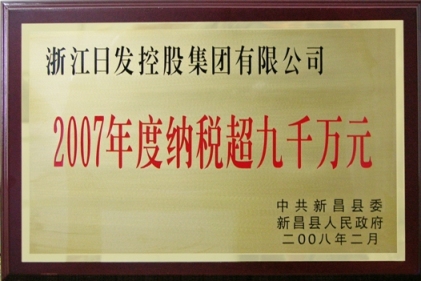 浙江日发控股集团有限公司
2007年度纳税超九千万元
中共新昌县委
新昌县人民政府
二〇〇八年二月